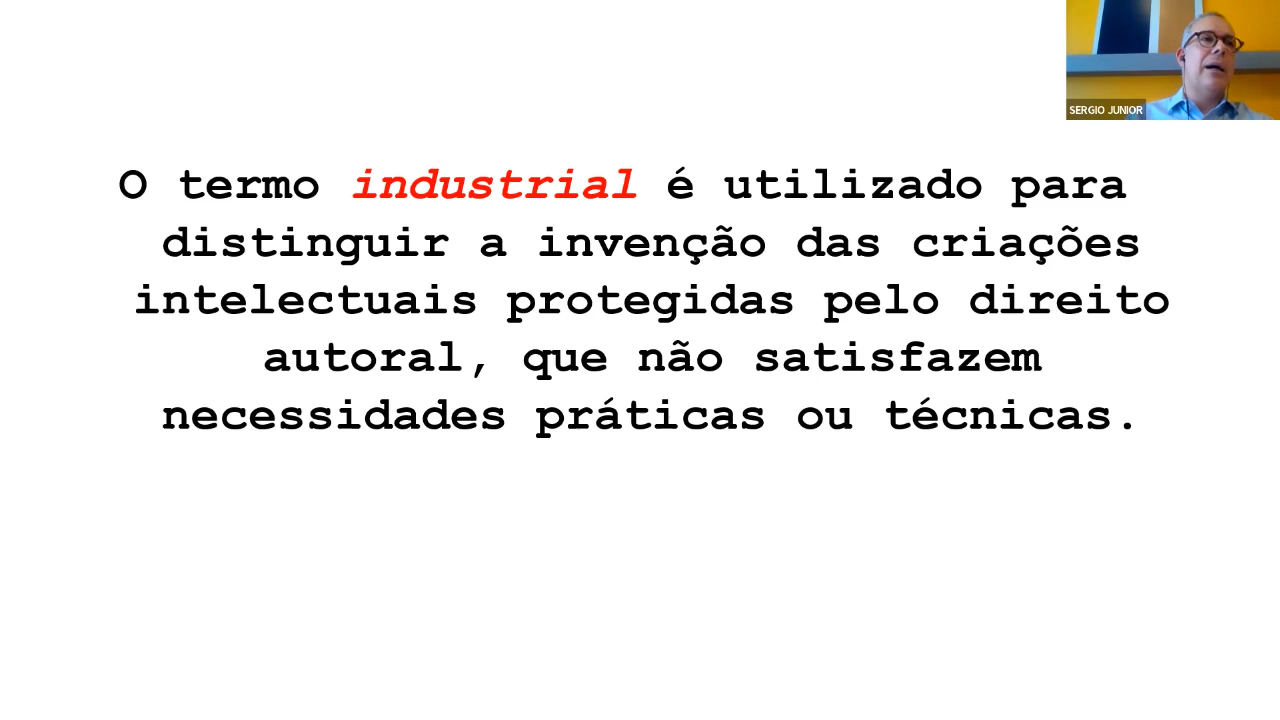 SERGIO JUNIOR
O termo industrial é utilizado para
distinguir a invenção das criações
intelectuais protegidas pelo direito
autoral, que não satisfazem
necessidades práticas ou técnicas.